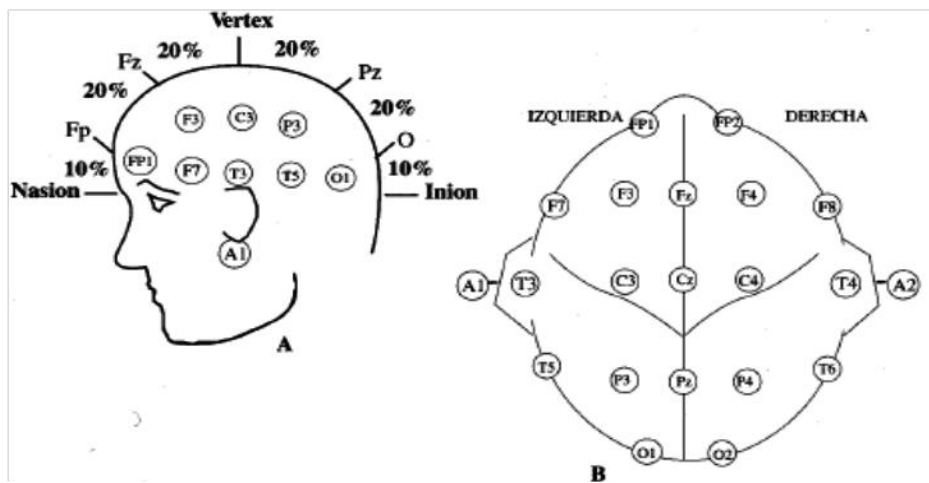 Vertex
20% 20%
Fz Pz
20% 20%
F3 C3 P3
Fp O
10% FP1 F7 T3 T5 O1 10%
Nasion Inion
A1
A
IZQUIERDA FP1 FP2 DERECHA
F7 F3 Fz F4 F8
A1 T3 C3 Cz C4 T4 A2
T5 P3 Pz P4 T6
O1 O2
B